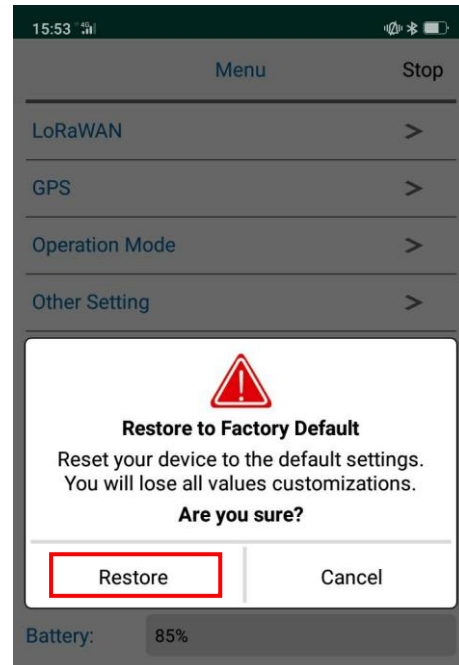 15:53 4G
Menu Stop
LoRaWAN >
GPS >
Operation Mode >
Other Setting >
Restore to Factory Default
Reset your device to the default settings.
You will lose all values customizations.
Are you sure?
Restore Cancel
Battery: 85%